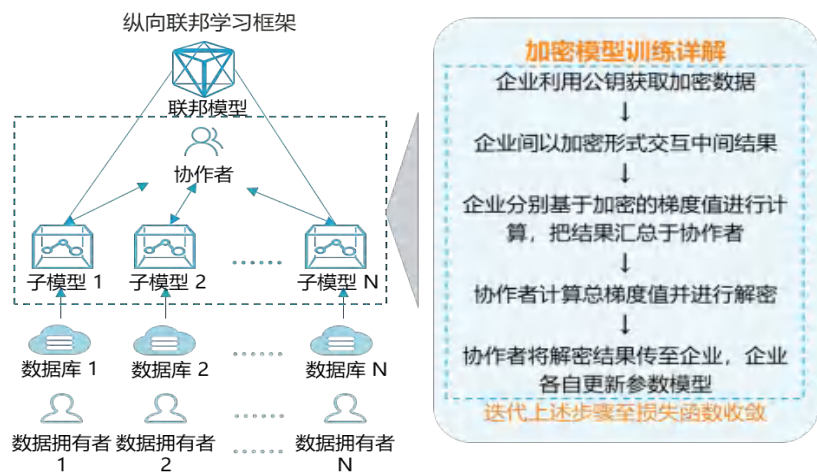 纵向联邦学习框架
联邦模型
协作者
子模型 1
子模型 2
......
子模型 N
数据库 1
数据库 2
......
数据库 N
......
数据拥有者
1
数据拥有者
2
......
数据拥有者
N
加密模型训练详解
企业利用公钥获取加密数据
↓
企业间以加密形式交互中间结果
↓
企业分别基于加密的梯度值进行计
算，把结果汇总于协作者
↓
协作者计算总梯度值并进行解密
↓
协作者将解密结果传至企业，企业
各自更新参数模型
迭代上述步骤至损失函数收敛